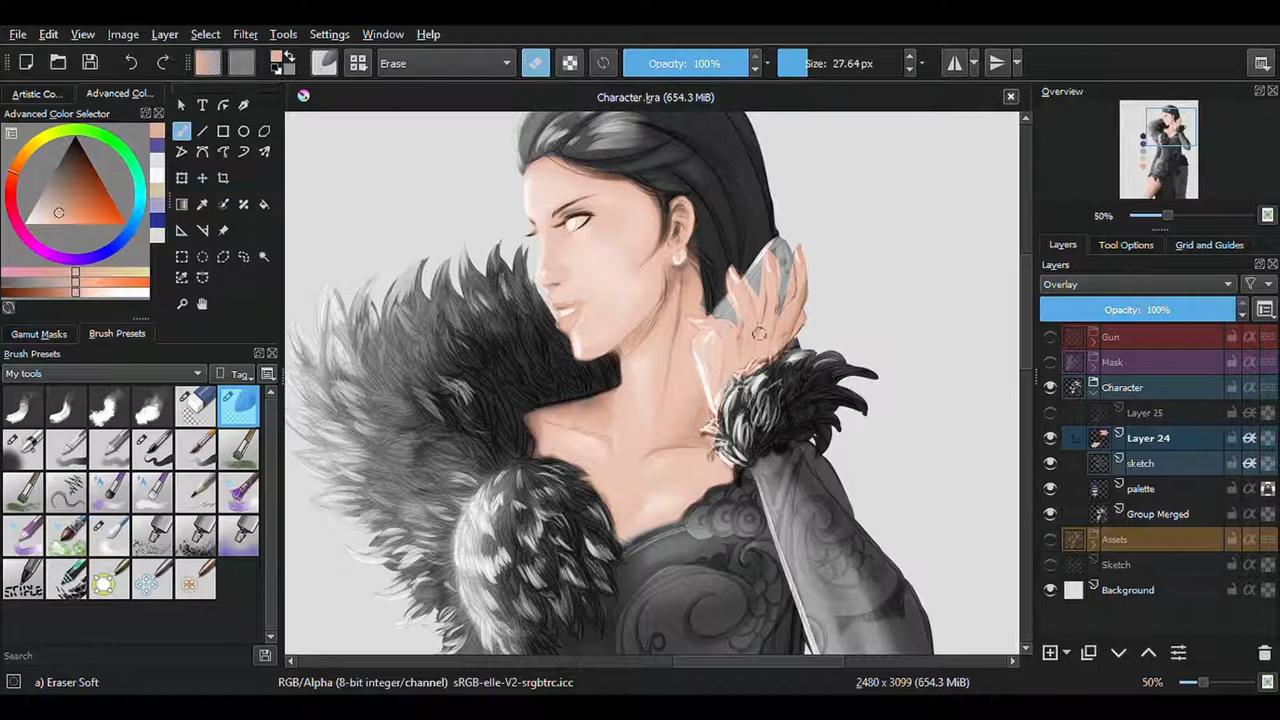 File Edit View Image Layer Select Filter Tools Settings Window Help
Erase Opacity: 100% Size: 27.64 px
Artistic Co... Advanced Col...
Advanced Color Selector
Character.kra (654.3 MiB)
Overview
50%
Layers Tool Options Grid and Guides
Layers
Overlay
Opacity: 100%
Gun
Mask
Character
Layer 25
Layer 24
sketch
palette
Group Merged
Assets
Sketch
Background
Gamut Masks Brush Presets
Brush Presets
My tools Tag
Search
a) Eraser Soft RGB/Alpha (8-bit integer/channel) sRGB-elle-V2-srgbtrc.icc 2480 x 3099 (654.3 MiB) 50%